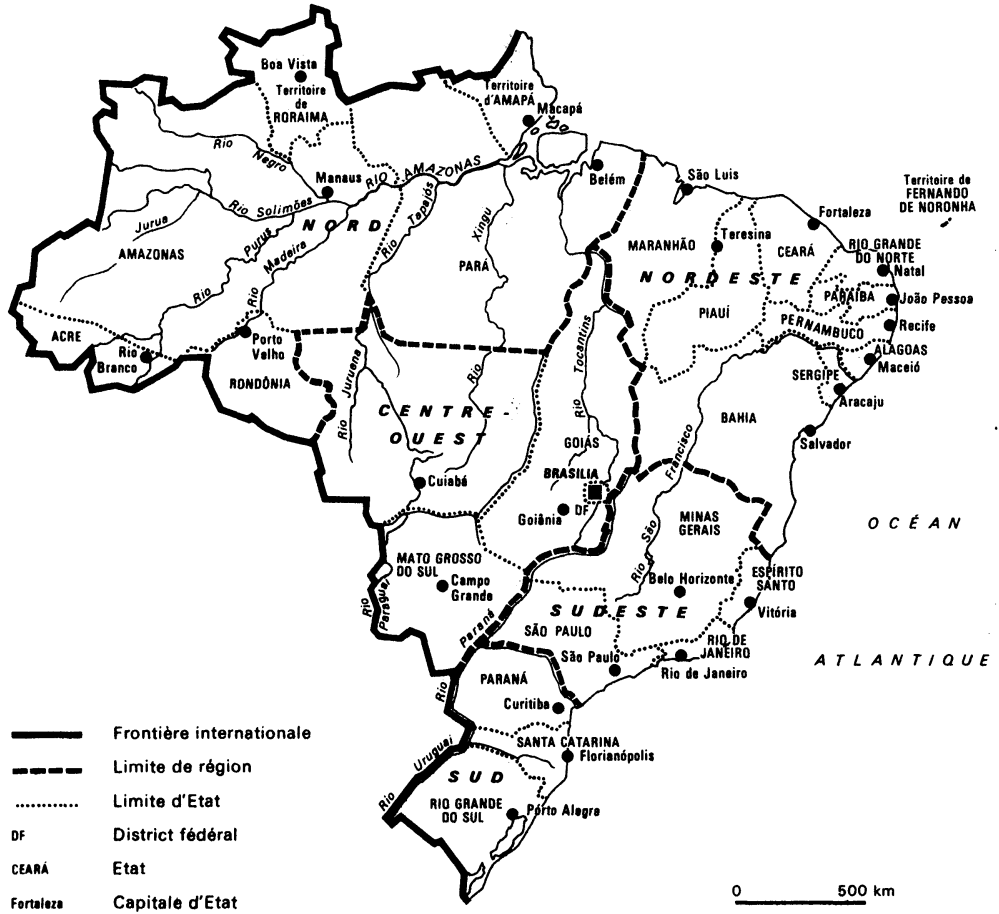 Boa Vista
Territoire
de
RORAIMA
Territoire
d'AMAPÁ
Macapá
Rio
Negro
Manaus
RIO AMAZONAS
Belém
São Luis
Territoire de
FERNANDO
DE NORONHA
Jurua
Rio Solimões
NORD
Rio Tapajós
Xingu
Fortaleza
AMAZONAS
Rio Purus
Rio Madeira
PARÁ
MARANHÃO
Teresina
CEARÁ
RIO GRANDE
DO NORTE
Natal
NORDESTE
PARAÍBA
João Pessoa
PIAUÍ
PERNAMBUCO
Recife
ACRE
Rio
Branco
Porto
Velho
RONDÔNIA
Rio Juruena
Rio
Rio Tocantins
ALAGOAS
Maceió
SERGIPE
Aracaju
CENTRE-
OUEST
BAHIA
Salvador
GOIÁS
BRASILIA
Cuiabá
Goiânia
DF
Rio São Francisco
MINAS
GERAIS
OCÉAN
MATO GROSSO
DO SUL
Campo
Grande
Rio Paraguai
Belo Horizonte
ESPÍRITO
SANTO
Vitória
SUDESTE
SÃO PAULO
São Paulo
RIO DE
JANEIRO
Rio de Janeiro
ATLANTIQUE
Rio Paraná
PARANÁ
Curitiba
SANTA CATARINA
Florianópolis
Rio Uruguai
SUD
RIO GRANDE
DO SUL
Pórto Alegre
Frontière internationale
Limite de région
Limite d'Etat
DF District fédéral
CEARÁ Etat
Fortaleza Capitale d'Etat
0 500 km